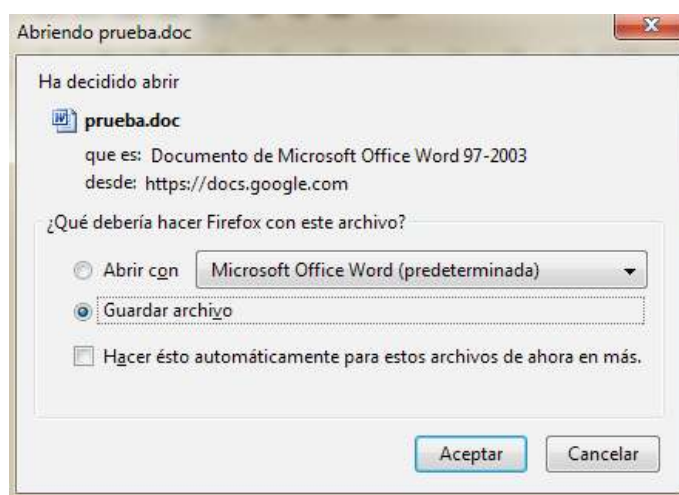 Abriendo prueba.doc
Ha decidido abrir
prueba.doc
que es: Documento de Microsoft Office Word 97-2003
desde: https://docs.google.com
¿Qué debería hacer Firefox con este archivo?
Abrir con Microsoft Office Word (predeterminada)
Guardar archivo
Hacer ésto automáticamente para estos archivos de ahora en más.
Aceptar Cancelar